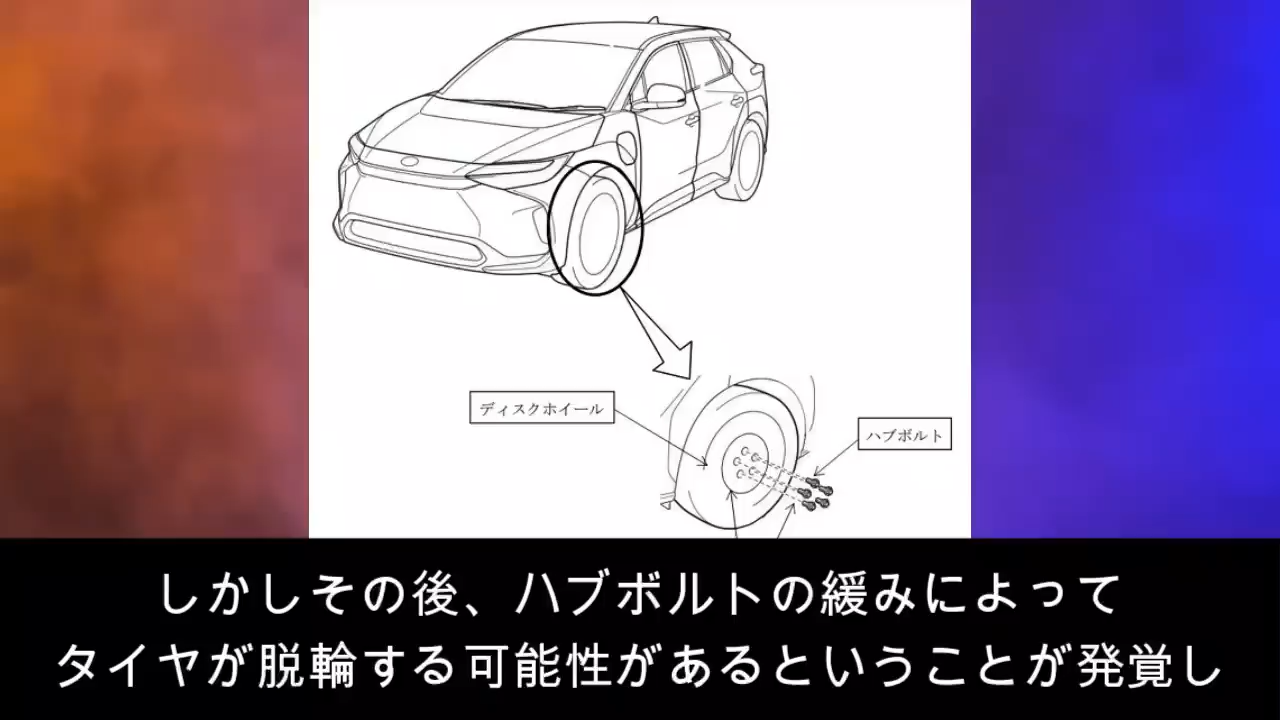 ディスクホイール
ハブボルト
しかしその後、ハブボルトの緩みによって
タイヤが脱輪する可能性があるということが発覚し